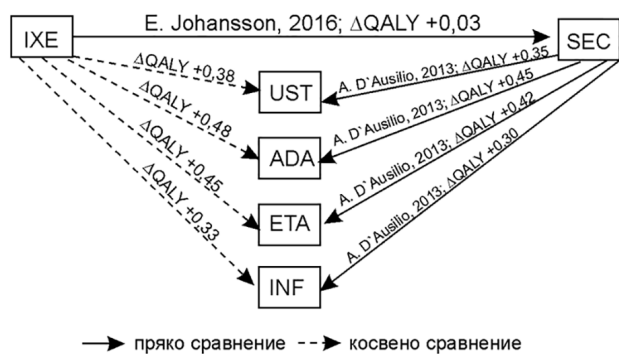 IXE
E. Johansson, 2016; ΔQALY +0,03
SEC
ΔQALY +0,38
A. D`Ausilio, 2013; ΔQALY +0,35
UST
ΔQALY +0,48
A. D`Ausilio, 2013; ΔQALY +0,45
ADA
ΔQALY +0,45
A. D`Ausilio, 2013; ΔQALY +0,42
ETA
ΔQALY +0,33
A. D`Ausilio, 2013; ΔQALY +0,30
INF
пряко сравнение
косвено сравнение